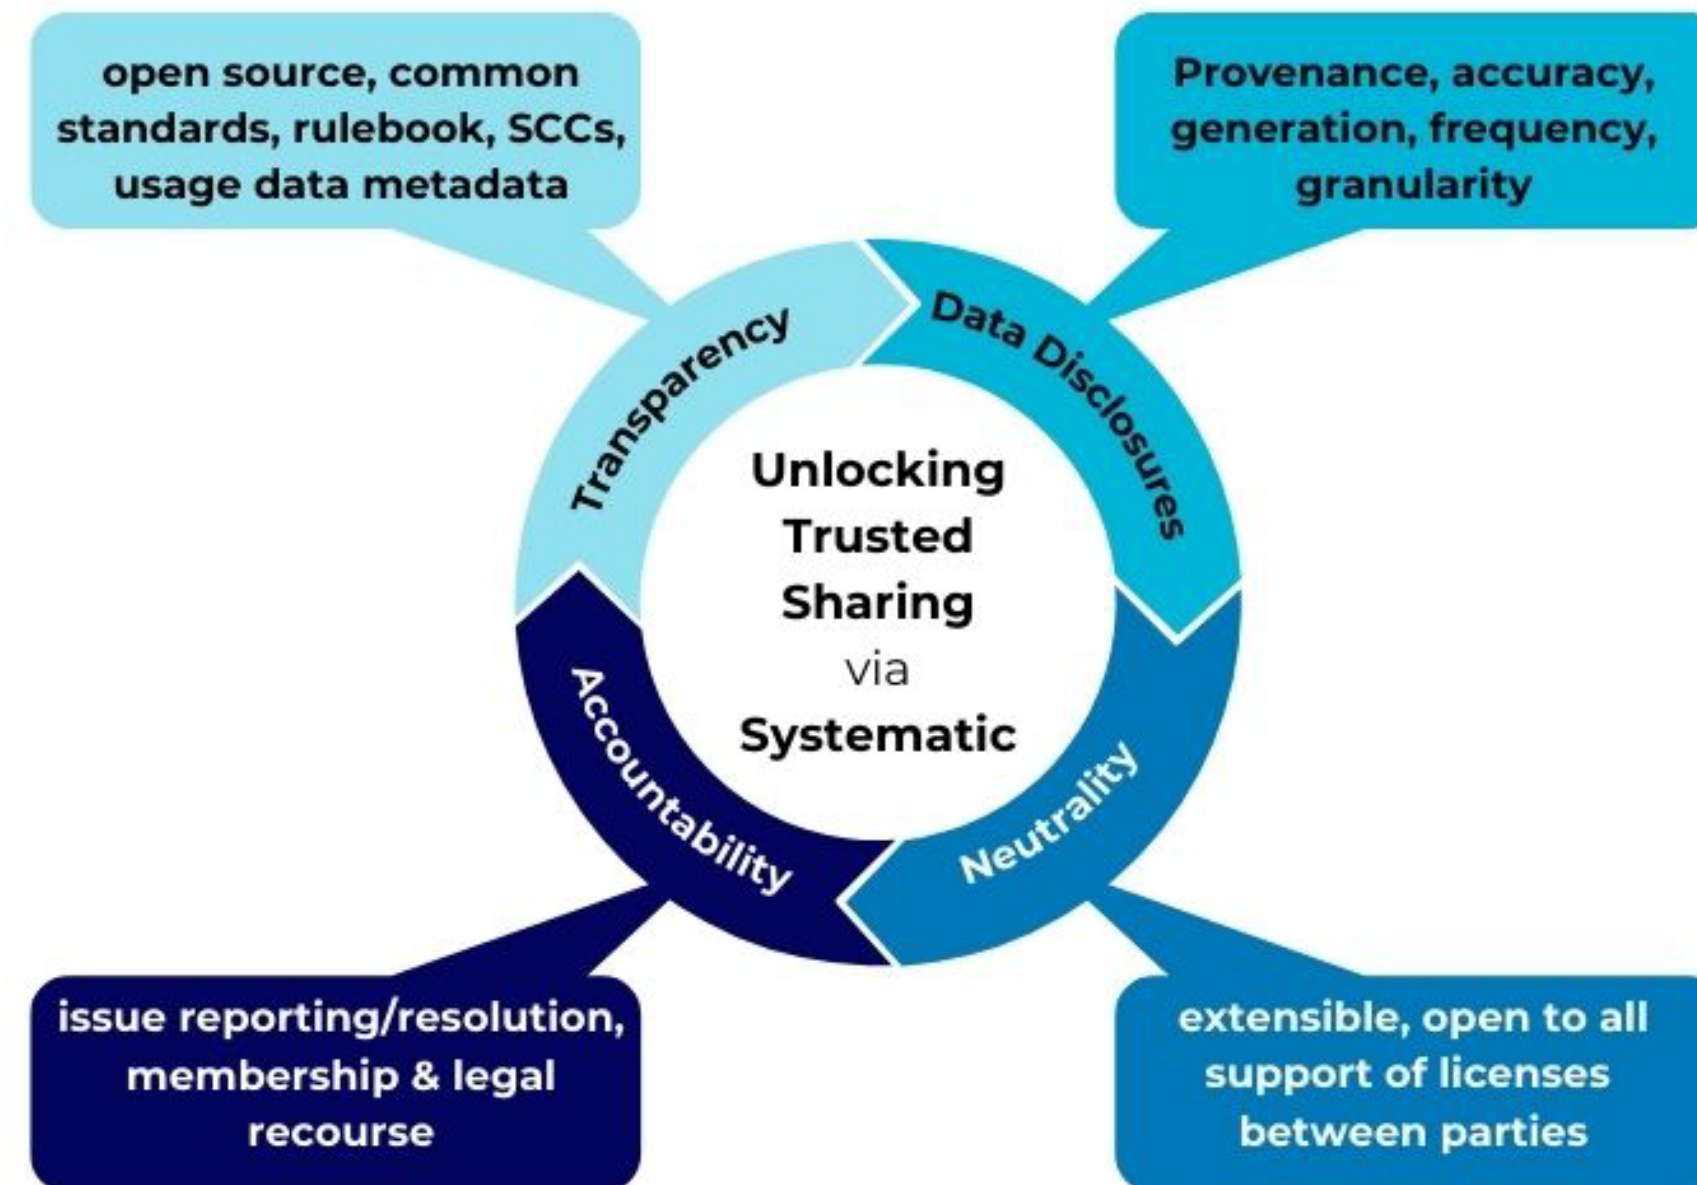 open source, common
standards, rulebook, SCCs,
usage data metadata
Provenance, accuracy,
generation, frequency,
granularity
Transparency
Data Disclosures
Unlocking
Trusted
Sharing
via
Systematic
Accountability
Neutrality
issue reporting/resolution,
membership & legal
recourse
extensible, open to all
support of licenses
between parties